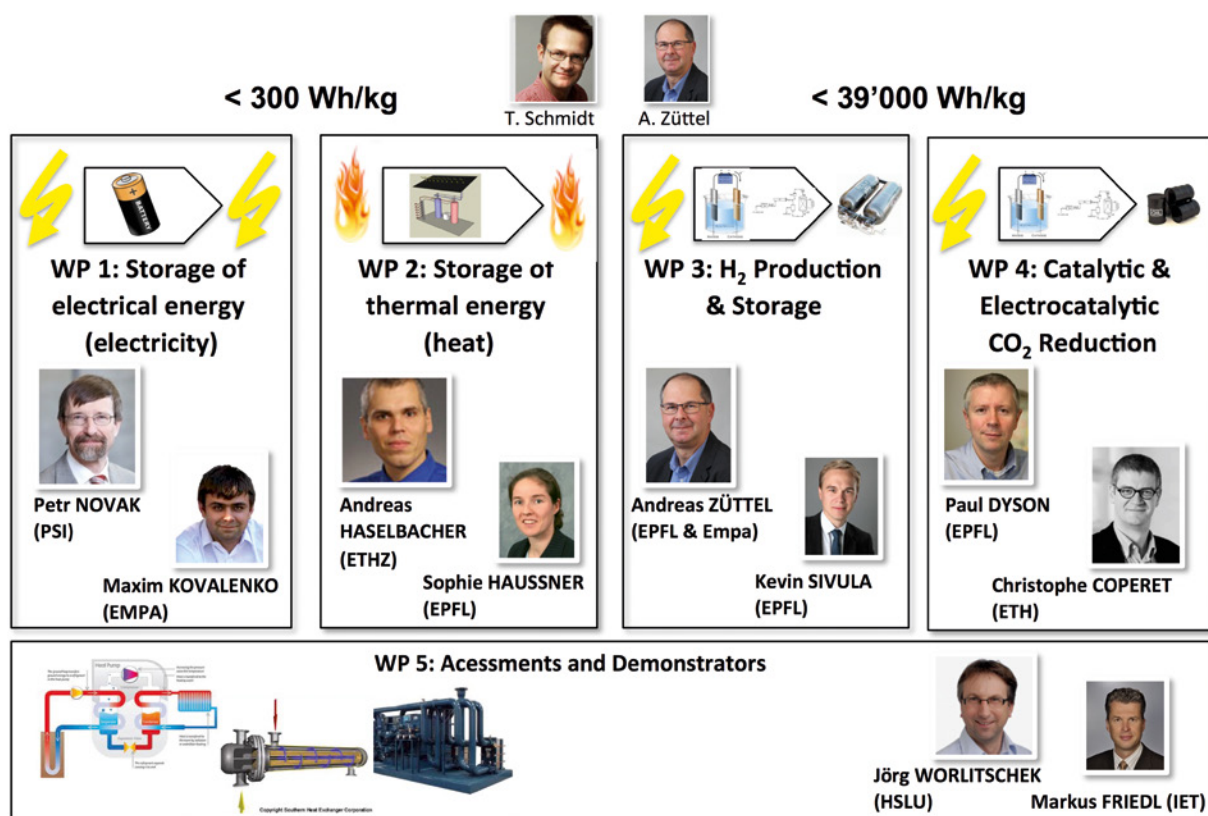 < 300 Wh/kg
T. Schmidt
A. Züttel
< 39’000 Wh/kg
BATTERY
WP 1: Storage of
electrical energy
(electricity)
Petr NOVAK
(PSI)
Maxim KOVALENKO
(EMPA)
WP 2: Storage of
thermal energy
(heat)
Andreas
HASELBACHER
(ETHZ)
Sophie HAUSSNER
(EPFL)
WP 3: H₂ Production
& Storage
Andreas ZÜTTEL
(EPFL & Empa)
Kevin SIVULA
(EPFL)
WP 4: Catalytic &
Electrocatalytic
CO₂ Reduction
Paul DYSON
(EPFL)
Christophe COPERET
(ETH)
WP 5: Acessments and Demonstrators
Heat Pump
Copyright Southern Heat Exchanger Corporation
Jörg WORLITSCHEK
(HSLU)
Markus FRIEDL (IET)